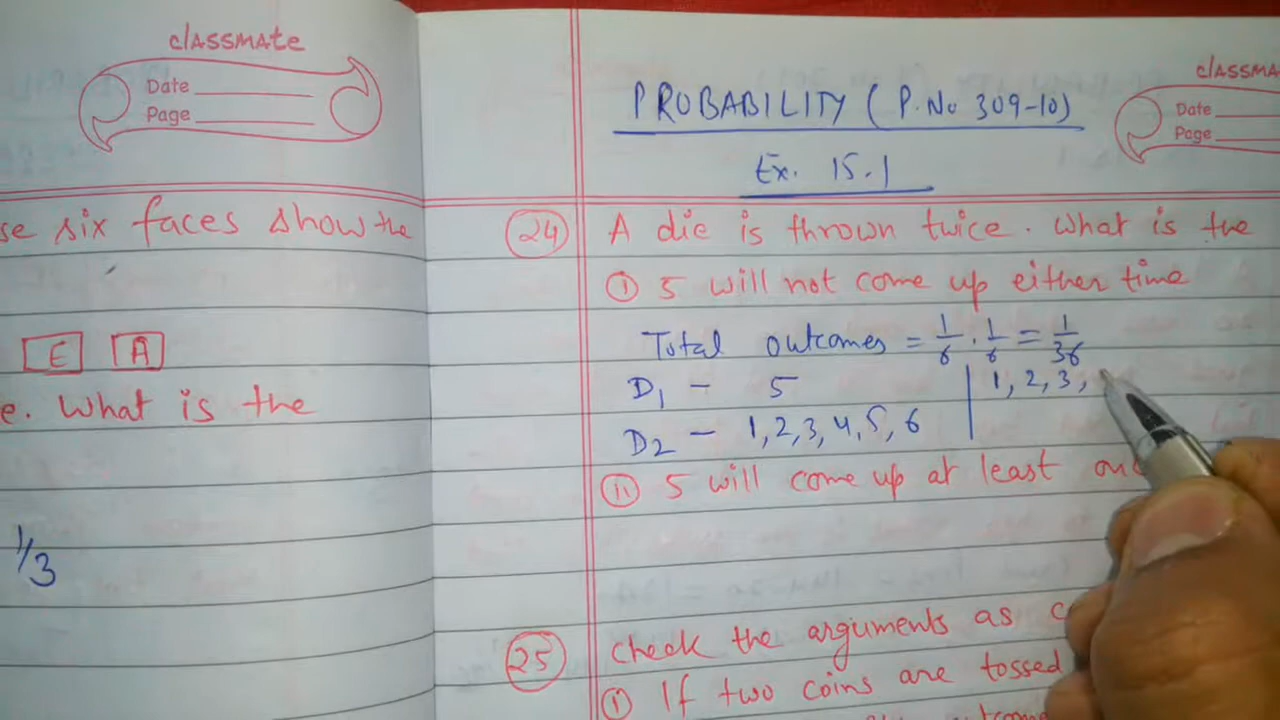 classmate
Date
Page
se six faces show the
E A
e. What is the
1/3
classma
Date
Page
PROBABILITY (P.No 309-10)
Ex. 15.1
24 A die is thrown twice. What is the
i 5 will not come up either time
Total outcomes = 1/6 . 1/6 = 1/36
D1 - 5 | 1, 2, 3,
D2 - 1, 2, 3, 4, 5, 6
ii 5 will come up at least
25 Check the arguments as
i If two coins are tossed